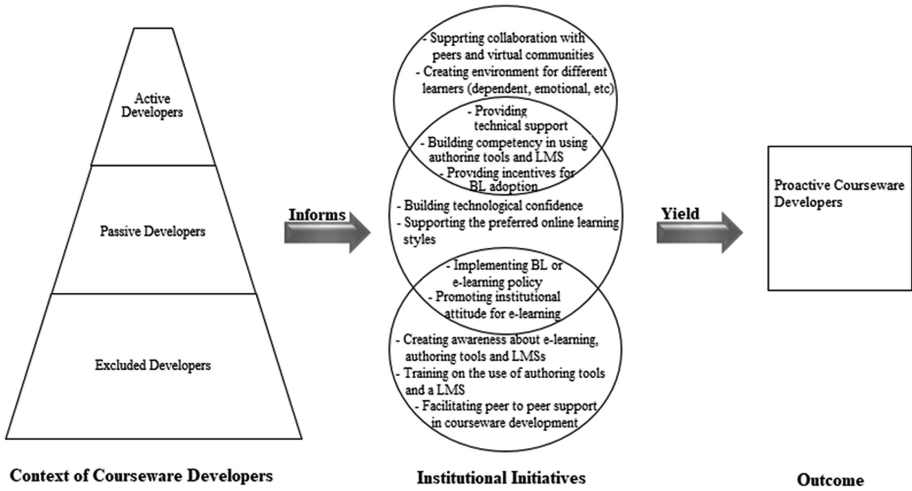 Active
Developers
Passive Developers
Excluded Developers
Context of Courseware Developers
Informs
- Supprting collaboration with
peers and virtual communities
- Creating environment for different
learners (dependent, emotional, etc)
- Providing
technical support
- Building competency in using
authoring tools and LMS
- Providing incentives for
BL adoption
- Building technological confidence
- Supporting the preferred online learning
styles
- Implementing BL or
e-learning policy
- Promoting institutional
attitude for e-learning
- Creating awareness about e-learning,
authoring tools and LMSs
- Training on the use of authoring tools
and a LMS
- Facilitating peer to peer support
in courseware development
Institutional Initiatives
Yield
Proactive Courseware
Developers
Outcome